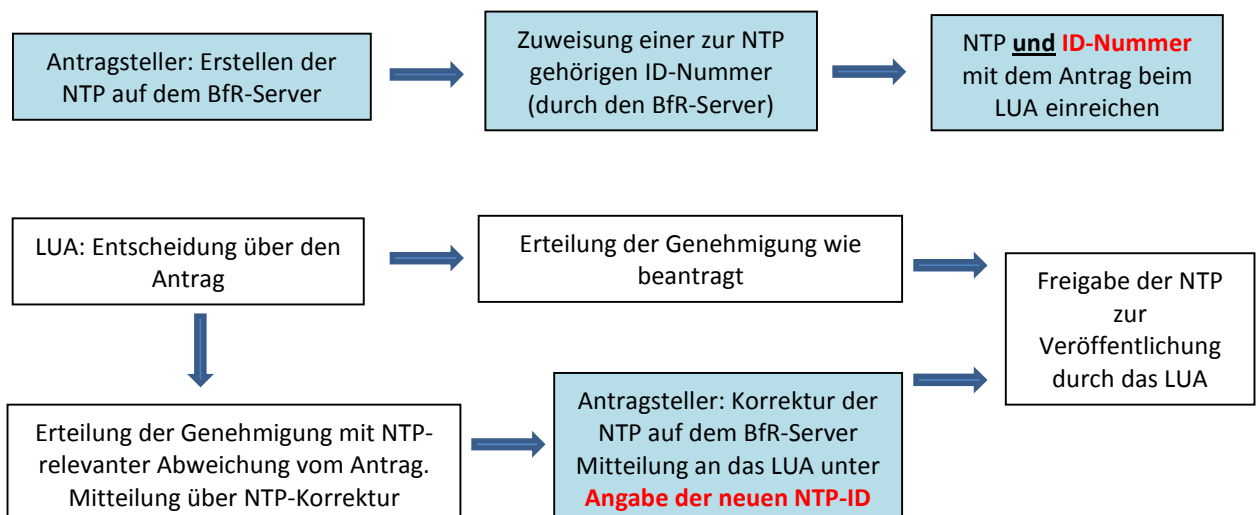 Antragsteller: Erstellen der
NTP auf dem BfR-Server
Zuweisung einer zur NTP
gehörigen ID-Nummer
(durch den BfR-Server)
NTP und ID-Nummer
mit dem Antrag beim
LUA einreichen
LUA: Entscheidung über den
Antrag
Erteilung der Genehmigung wie
beantragt
Freigabe der NTP
zur
Veröffentlichung
durch das LUA
Erteilung der Genehmigung mit NTP-
relevanter Abweichung vom Antrag.
Mitteilung über NTP-Korrektur
Antragsteller: Korrektur der
NTP auf dem BfR-Server
Mitteilung an das LUA unter
Angabe der neuen NTP-ID